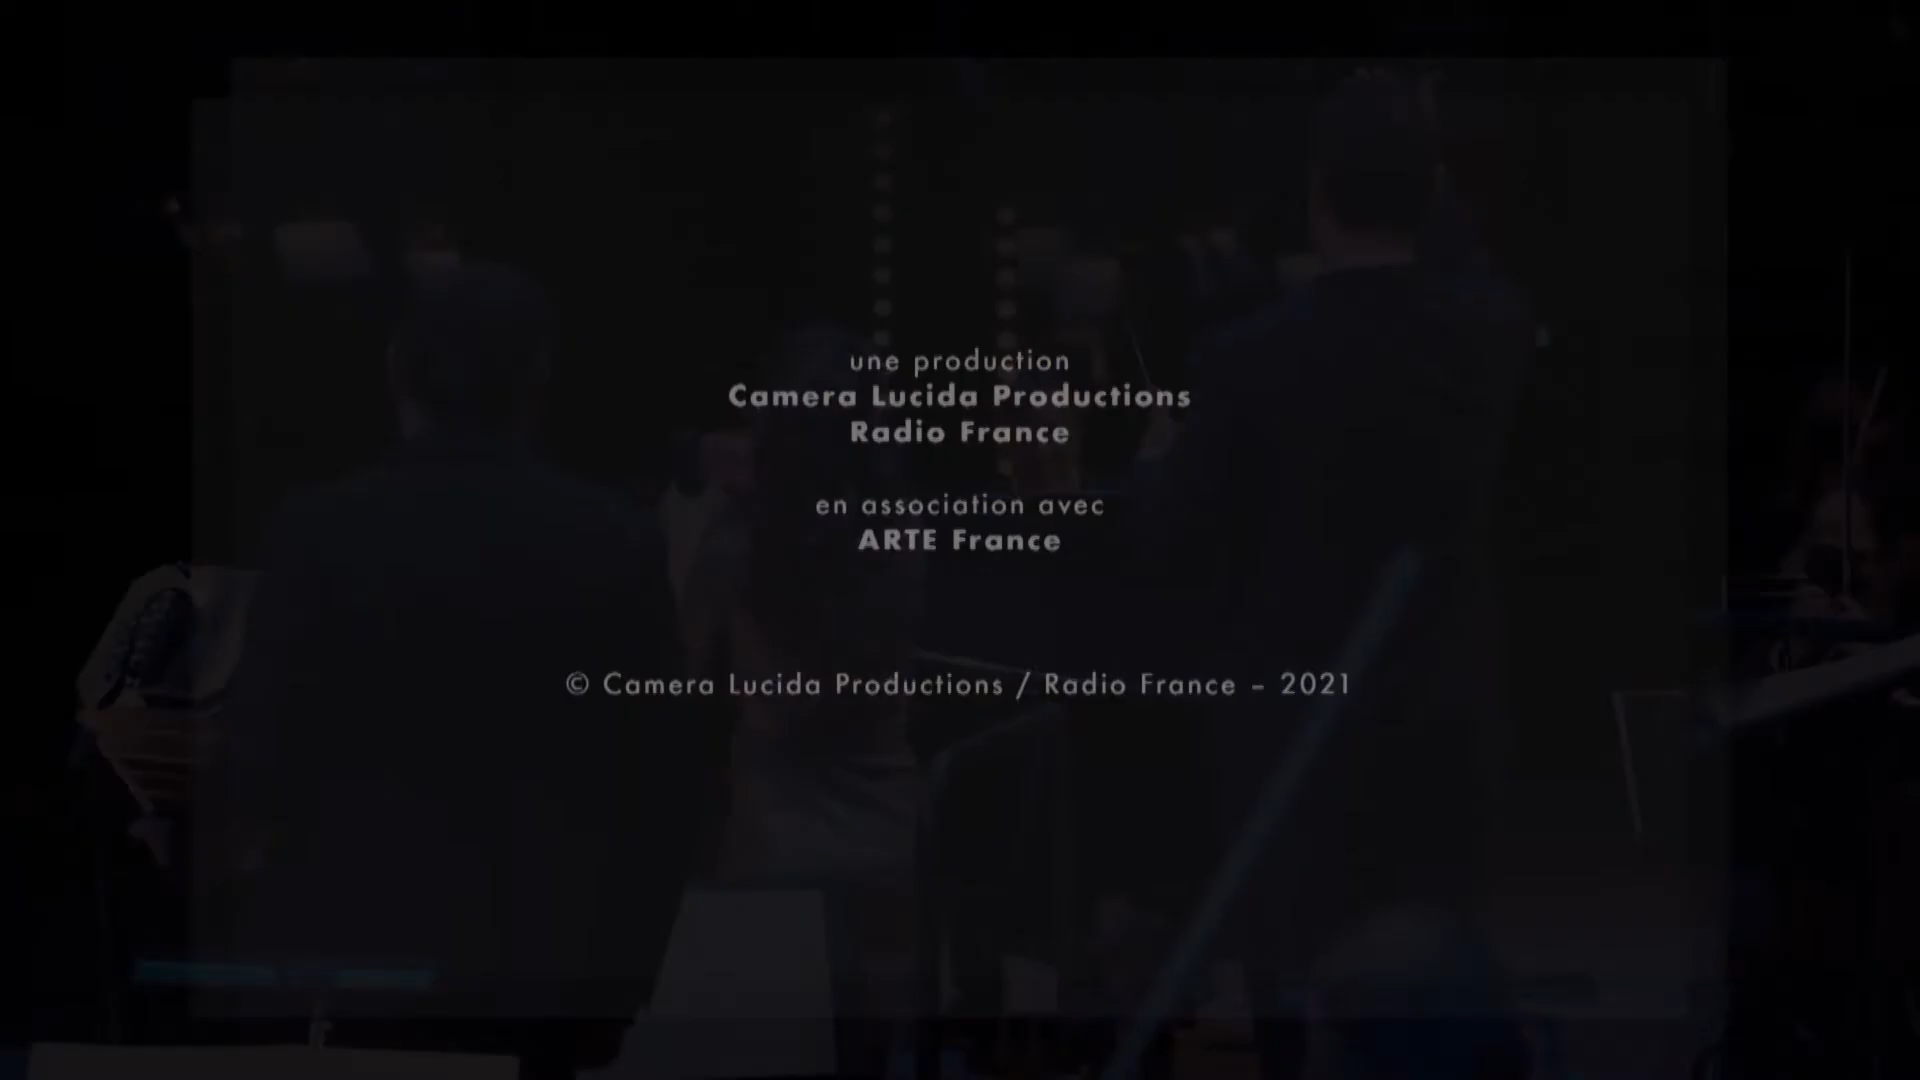 une production
Camera Lucida Productions
Radio France
en association avec
ARTE France
© Camera Lucida Productions / Radio France – 2021